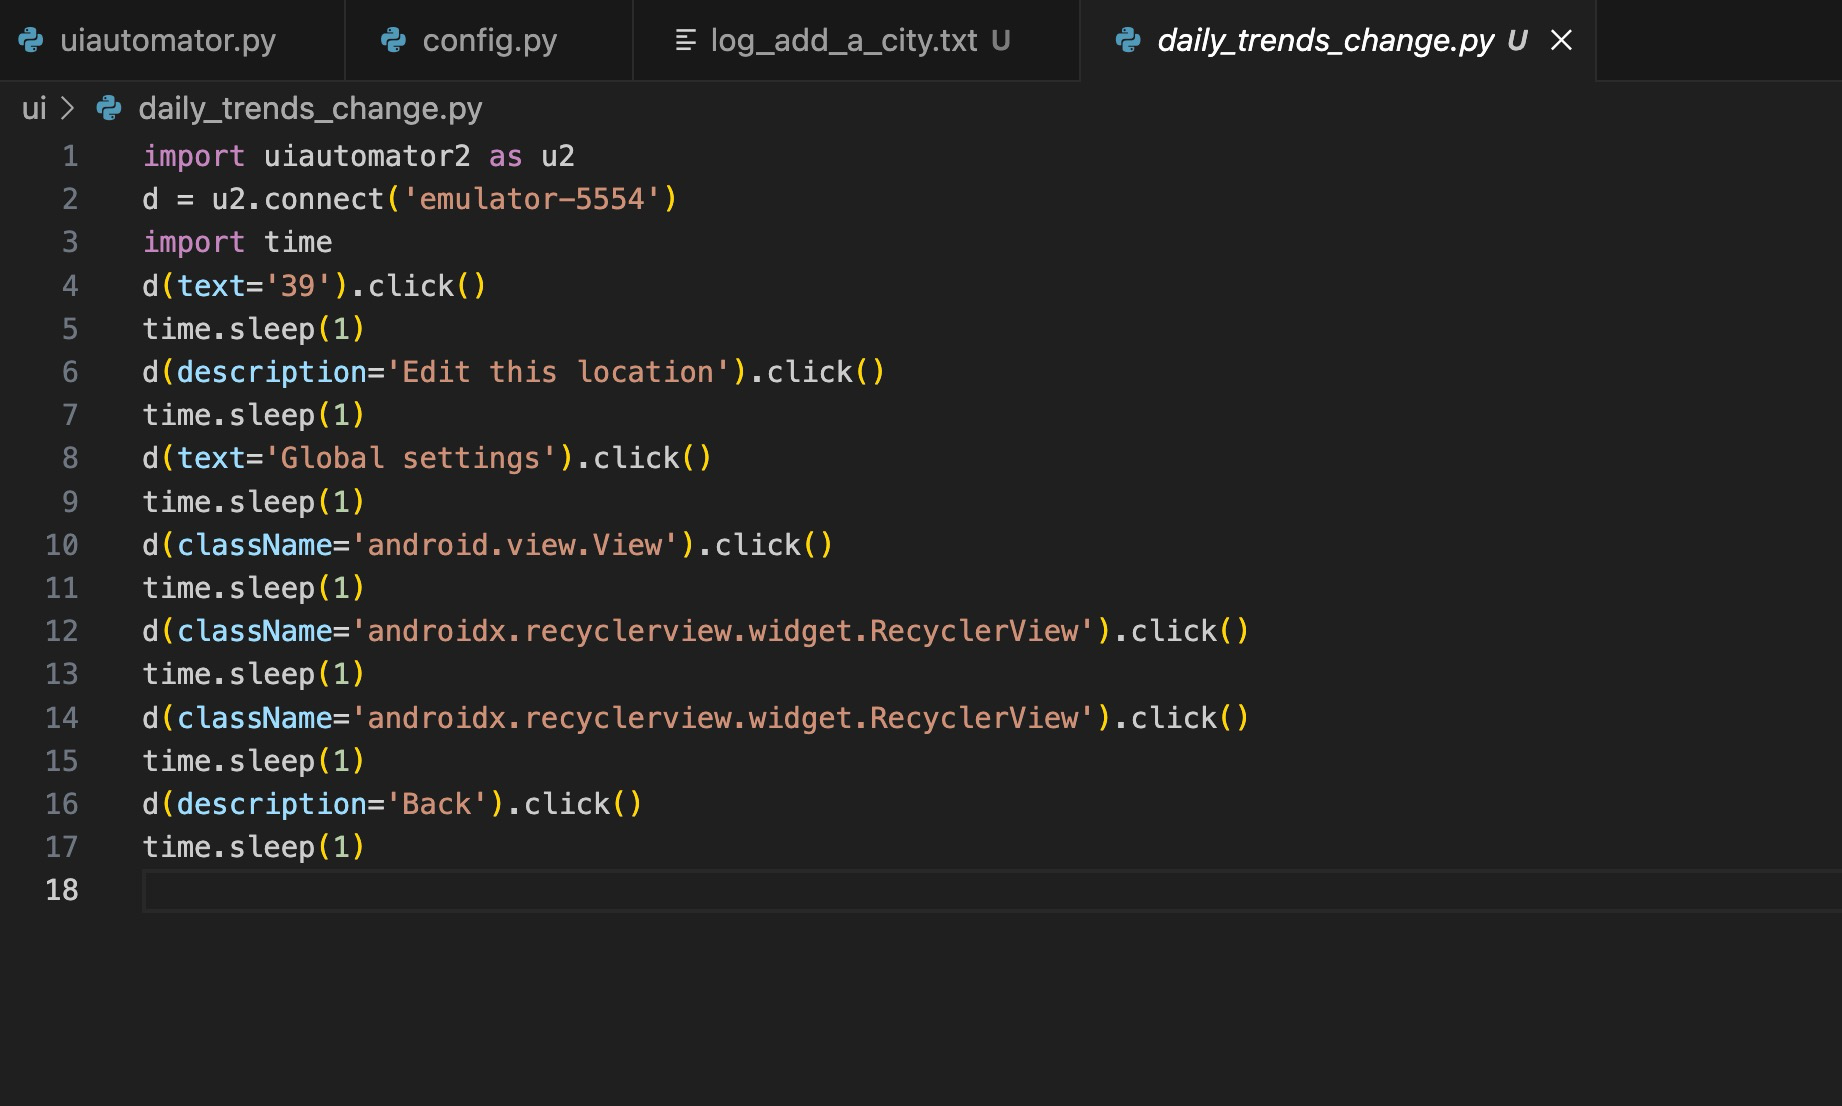 uiautomator.py config.py log_add_a_city.txt U daily_trends_change.py U
ui > daily_trends_change.py
1 import uiautomator2 as u2
2 d = u2.connect('emulator-5554')
3 import time
4 d(text='39').click()
5 time.sleep(1)
6 d(description='Edit this location').click()
7 time.sleep(1)
8 d(text='Global settings').click()
9 time.sleep(1)
10 d(className='android.view.View').click()
11 time.sleep(1)
12 d(className='androidx.recyclerview.widget.RecyclerView').click()
13 time.sleep(1)
14 d(className='androidx.recyclerview.widget.RecyclerView').click()
15 time.sleep(1)
16 d(description='Back').click()
17 time.sleep(1)
18